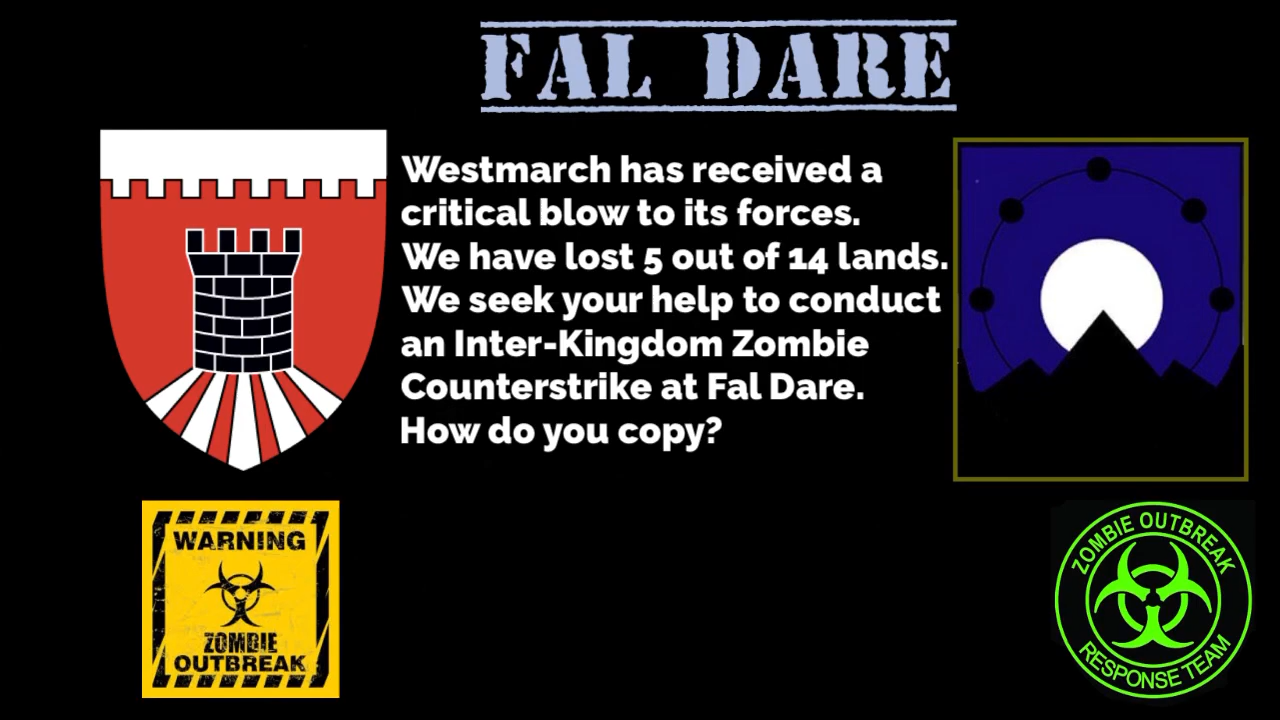 FAL DARE
Westmarch has received a
critical blow to its forces.
We have lost 5 out of 14 lands.
We seek your help to conduct
an Inter-Kingdom Zombie
Counterstrike at Fal Dare.
How do you copy?
WARNING
ZOMBIE
OUTBREAK
ZOMBIE OUTBREAK
RESPONSE TEAM